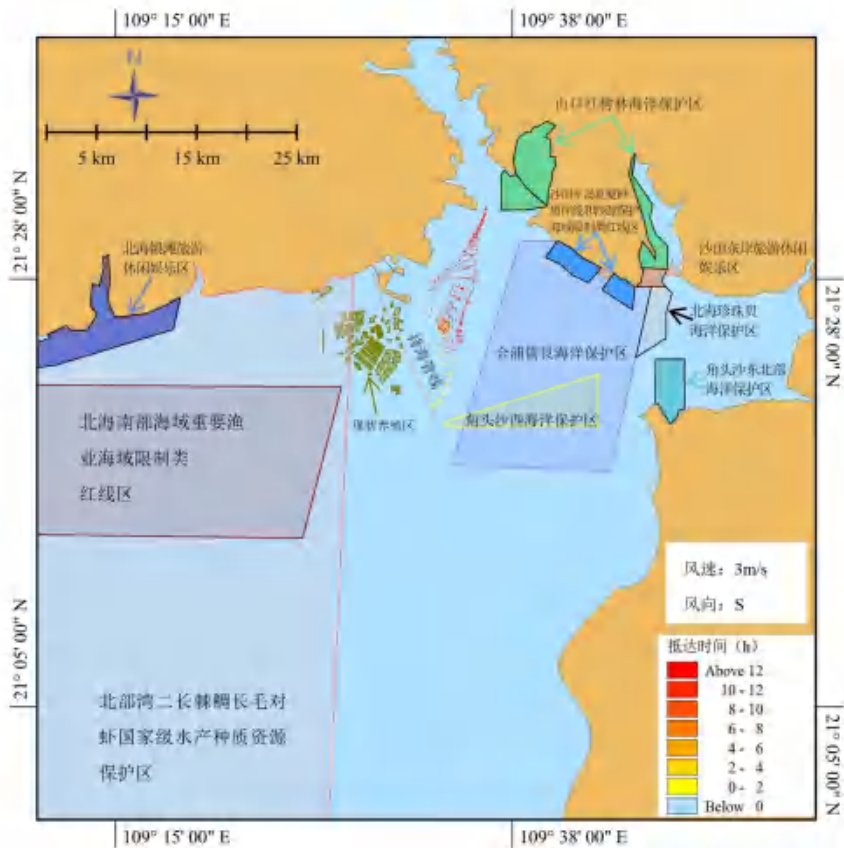 109° 15' 00" E
109° 38' 00" E
N
5 km
15 km
25 km
山口红树林海洋保护区
21° 28' 00" N
北海银滩旅游
休闲娱乐区
沙田东岸旅游休闲
娱乐区
21° 28' 00" N
北海珍珠贝
海洋保护区
合浦儒艮海洋保护区
角头沙东北部
海洋保护区
现状养殖区
角头沙西海洋保护区
北海南部海域重要渔
业海域限制类
红线区
风速：3m/s
风向：S
21° 05' 00" N
抵达时间（h）
Above 12
10 - 12
8 - 10
6 - 8
4 - 6
2 - 4
0 - 2
Below 0
北部湾二长棘鲷长毛对
虾国家级水产种质资源
保护区
21° 05' 00" N
109° 15' 00" E
109° 38' 00" E